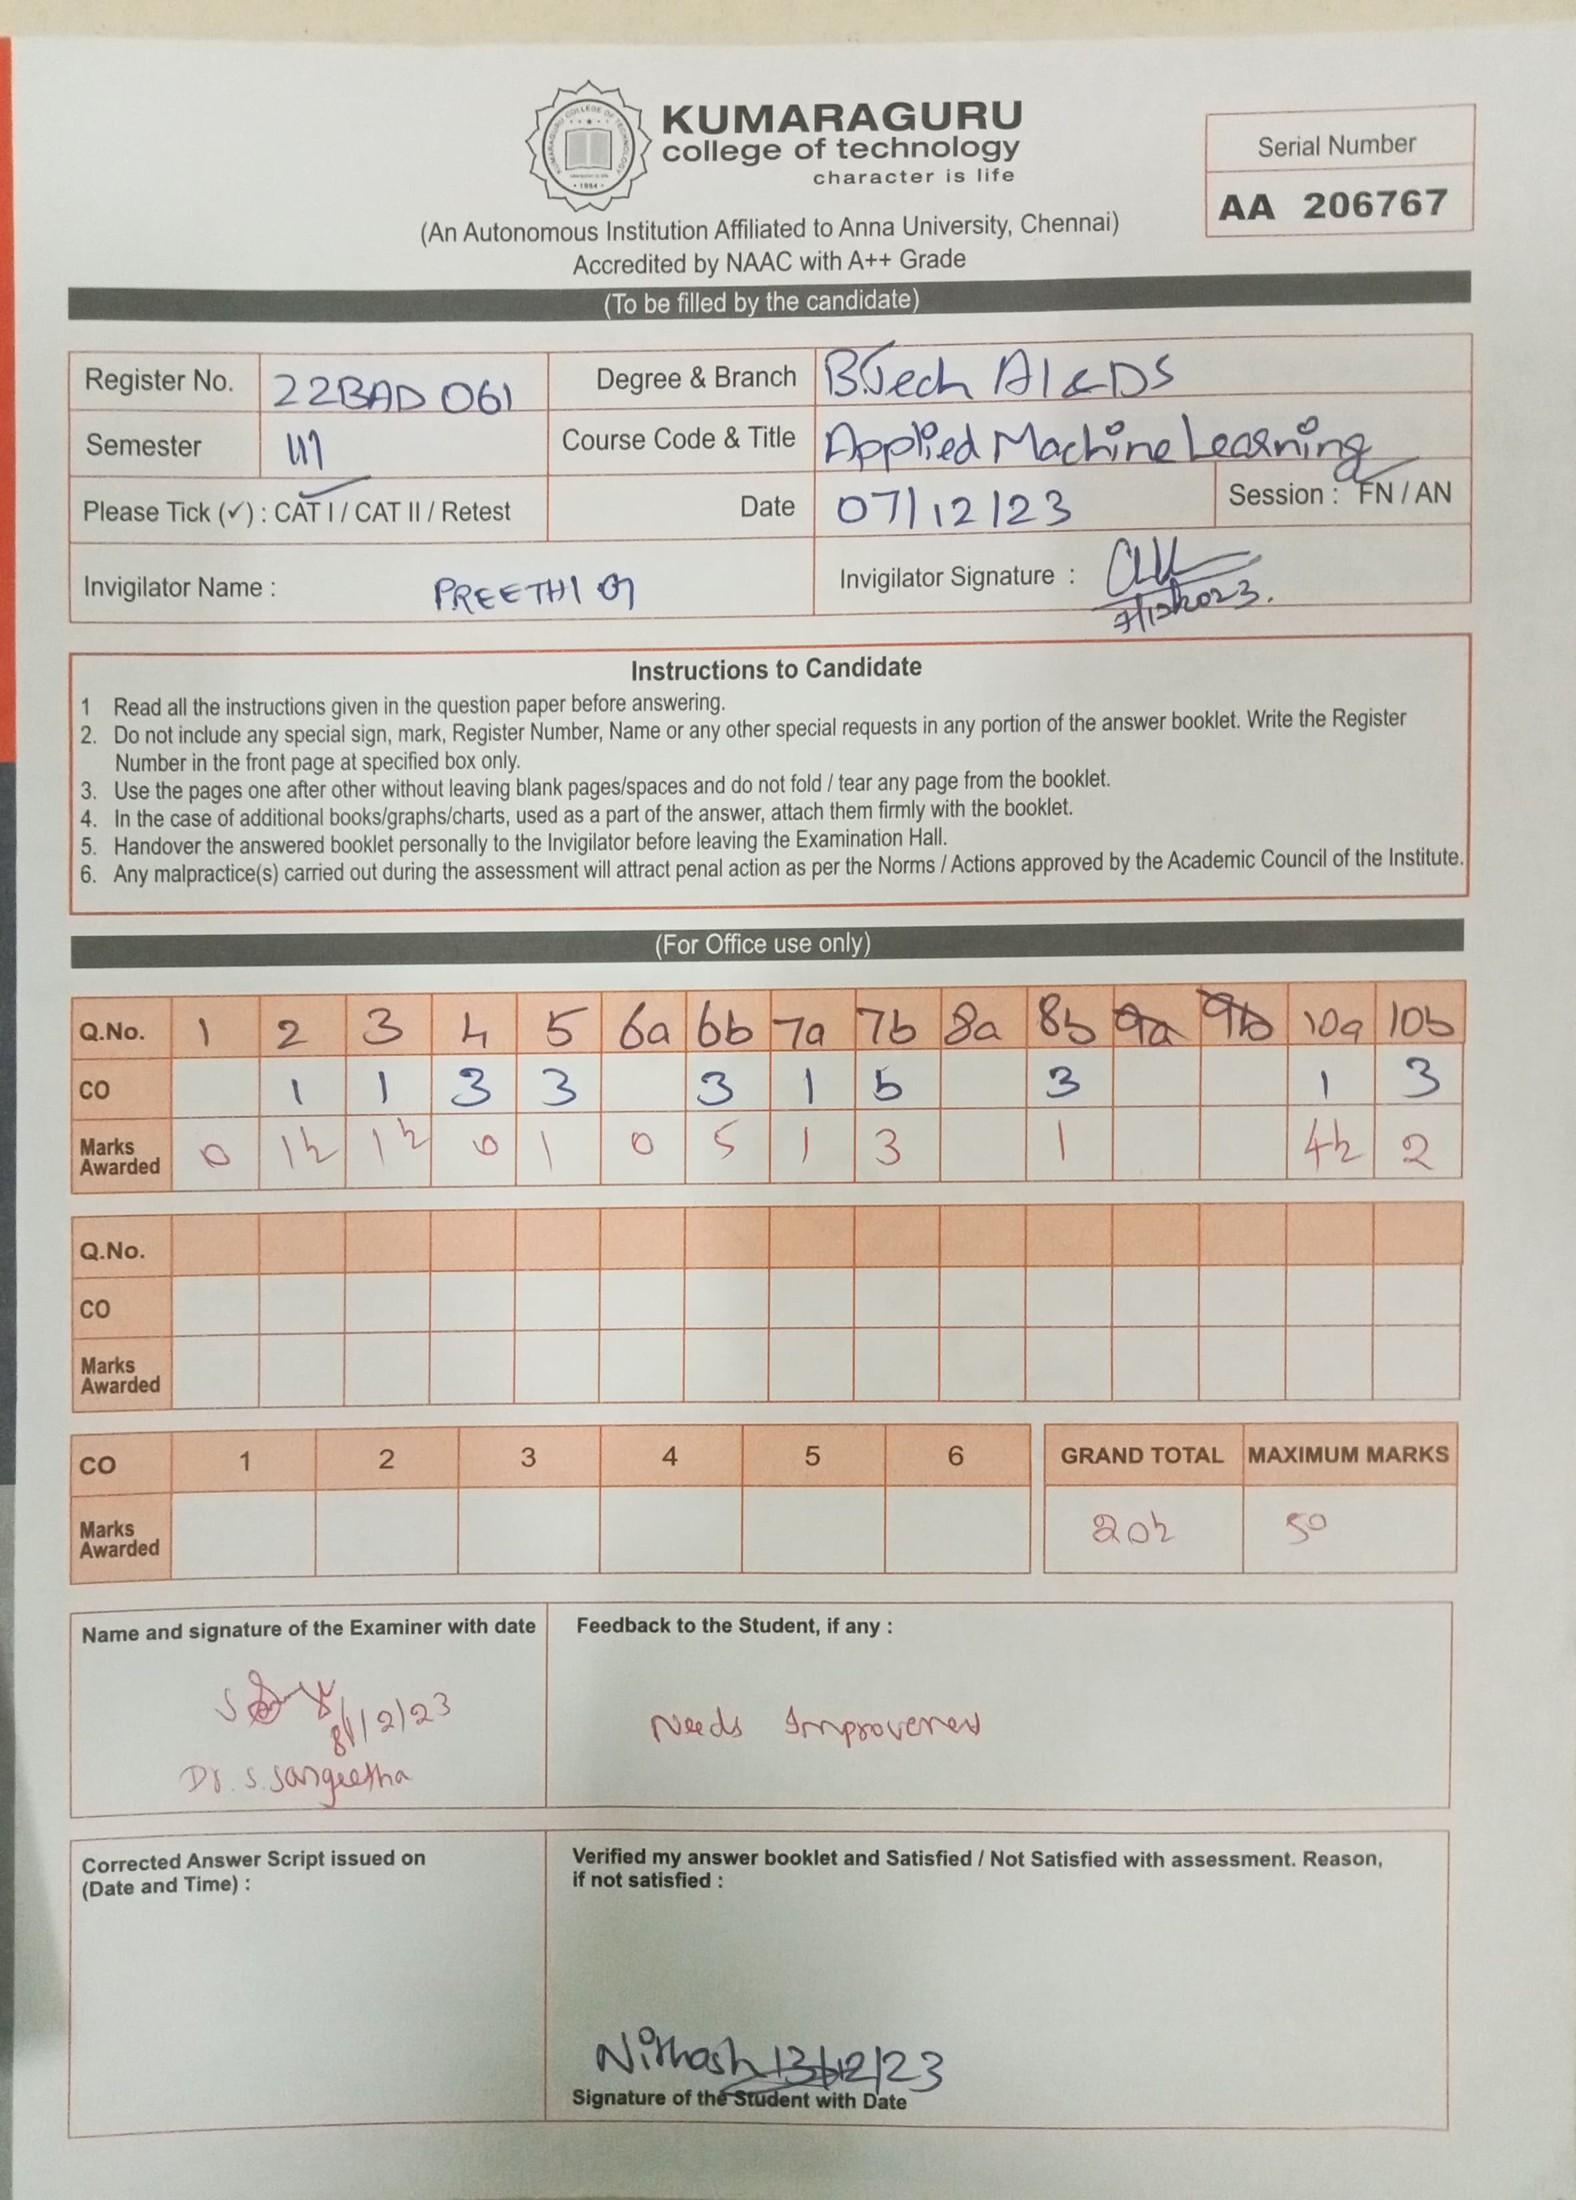 KUMARAGURU COLLEGE OF TECHNOLOGY
1984
KUMARAGURU
college of technology
character is life
Serial Number
AA 206767
(An Autonomous Institution Affiliated to Anna University, Chennai)
Accredited by NAAC with A++ Grade
(To be filled by the candidate)
Register No. 22BAD061 Degree & Branch B.Tech AI & DS
Semester III Course Code & Title Applied Machine Learning
Please Tick (✓) : CAT I / CAT II / Retest Date 07/12/23 Session : FN / AN
Invigilator Name : PREETHI G Invigilator Signature :
7/12/2023.
Instructions to Candidate
1 Read all the instructions given in the question paper before answering.
2. Do not include any special sign, mark, Register Number, Name or any other special requests in any portion of the answer booklet. Write the Register
Number in the front page at specified box only.
3. Use the pages one after other without leaving blank pages/spaces and do not fold / tear any page from the booklet.
4. In the case of additional books/graphs/charts, used as a part of the answer, attach them firmly with the booklet.
5. Handover the answered booklet personally to the Invigilator before leaving the Examination Hall.
6. Any malpractice(s) carried out during the assessment will attract penal action as per the Norms / Actions approved by the Academic Council of the Institute.
(For Office use only)
Q.No. 1 2 3 4 5 6a 6b 7a 7b 8a 8b 9a 9b 10a 10b
CO 1 1 3 3 3 1 5 3 1 3
Marks Awarded 0 1½ 1½ 0 1 0 5 1 3 1 4½ 2
Q.No.
CO
Marks
Awarded
CO 1 2 3 4 5 6 GRAND TOTAL MAXIMUM MARKS
Marks Awarded 20½ 50
Name and signature of the Examiner with date Feedback to the Student, if any :
8/12/23
Needs Improvement
Dr. S. Sangeetha
Corrected Answer Script issued on
(Date and Time) :
Verified my answer booklet and Satisfied / Not Satisfied with assessment. Reason,
if not satisfied :
Nithash 13/12/23
Signature of the Student with Date